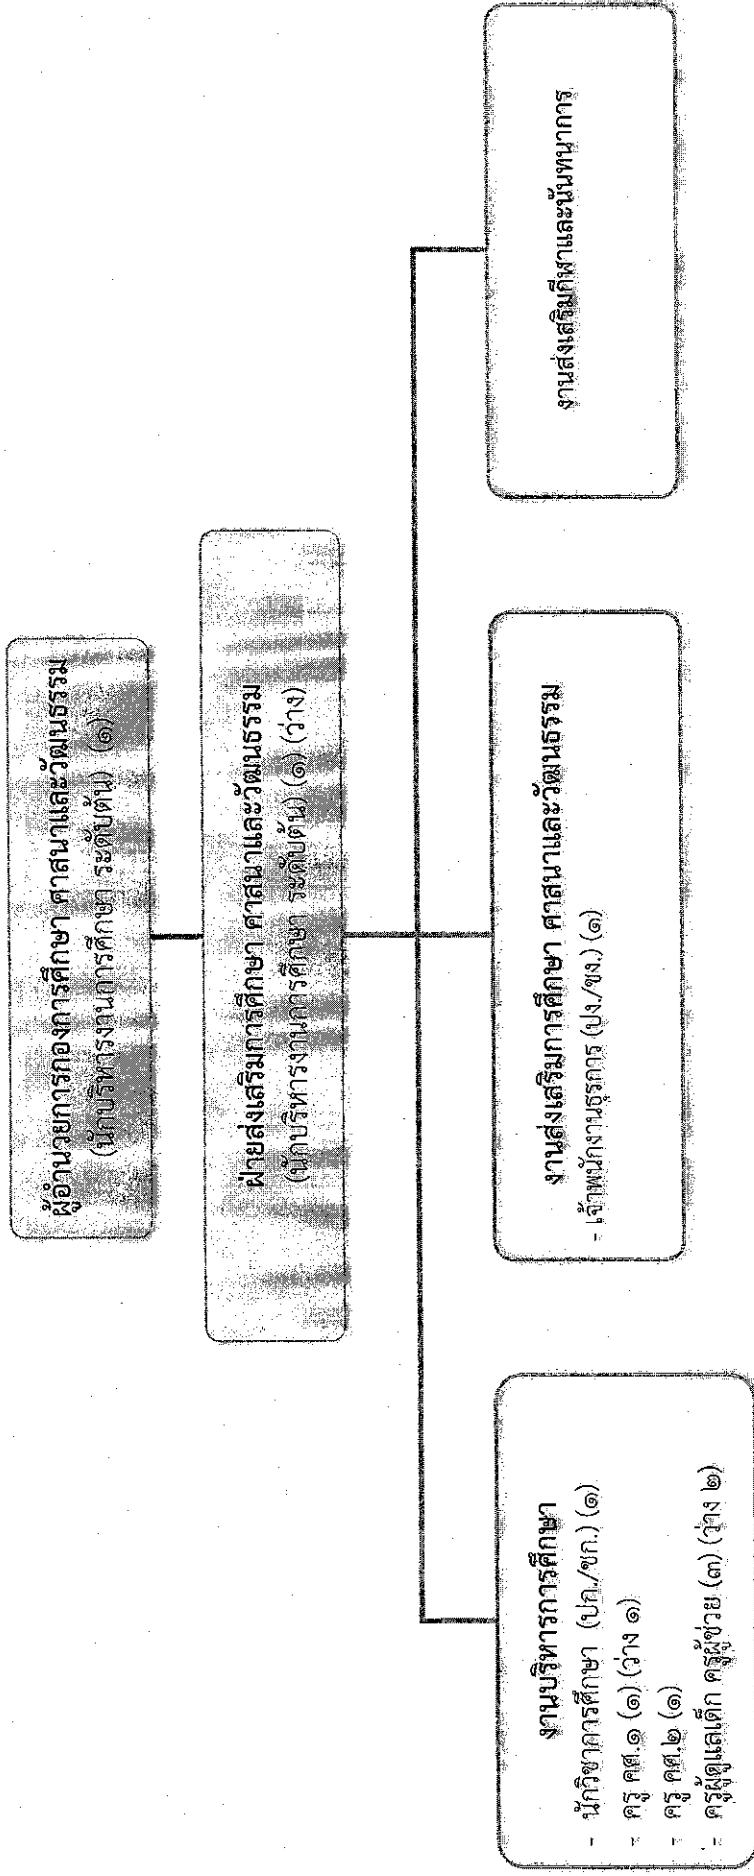 ผู้อำนวยการกองการศึกษา ศาสนาและวัฒนธรรม
(นักบริหารงานการศึกษา ระดับต้น) (๑)
ฝ่ายส่งเสริมการศึกษา ศาสนาและวัฒนธรรม
(นักบริหารงานการศึกษา ระดับต้น) (๑) (ว่าง)
งานบริหารการศึกษา
- นักวิชาการศึกษา (ปก./ชก.) (๑)
- ครู คศ.๑ (๑) (ว่าง ๑)
- ครู คศ.๒ (๑)
- ครูผู้ดูแลเด็ก ครูผู้ช่วย (๓) (ว่าง ๒)
งานส่งเสริมการศึกษา ศาสนาและวัฒนธรรม
- เจ้าพนักงานธุรการ (ปง./ชง.) (๑)
งานส่งเสริมกีฬาและนันทนาการ